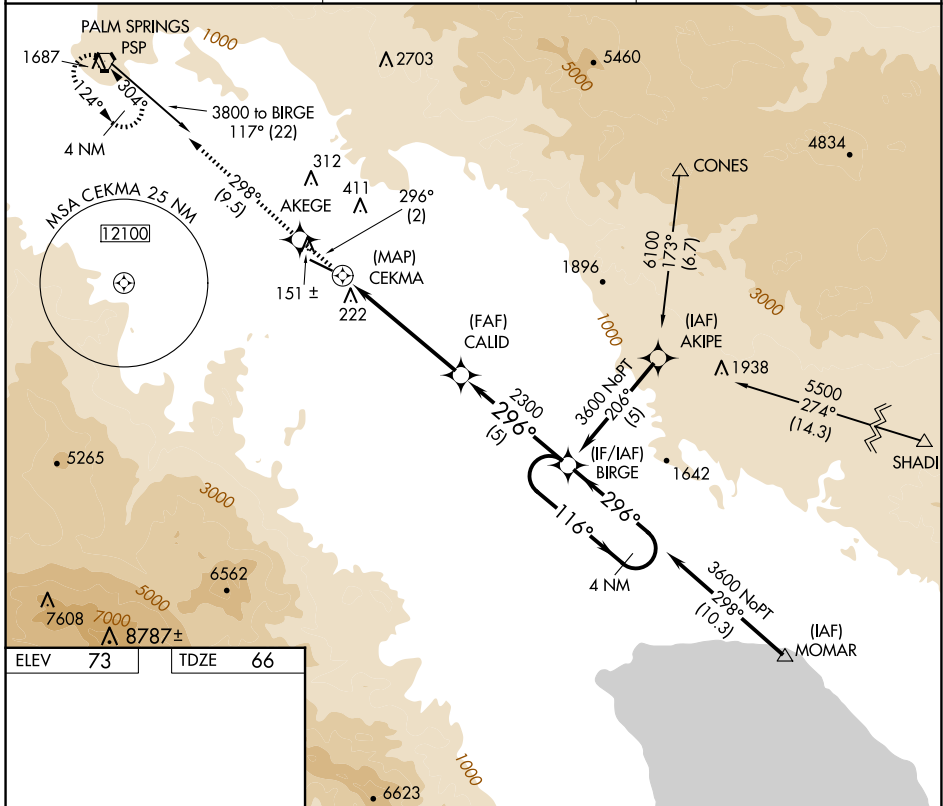 PALM SPRINGS
PSP
1000
1687
2703
5460
5000
304°
124°
3800 to BIRGE
117° (22)
4 NM
4834
312
CONES
298°
(9.5)
411
296°
(2)
AKEGE
MSA CEKMA 25 NM
12100
6100
173°
(6.7)
(MAP)
CEKMA
1896
3000
151 ±
222
1000
(IAF)
AKIPE
(FAF)
CALID
1938
5500
274°
(14.3)
3600 NoPT
206°
(5)
2300
296°
(5)
SHADI
(IF/IAF)
BIRGE
5265
1642
3000
296°
116°
4 NM
3600 NoPT
298°
(10.3)
6562
5000
7608
7000
8787±
(IAF)
MOMAR
ELEV 73
TDZE 66
1000
6623